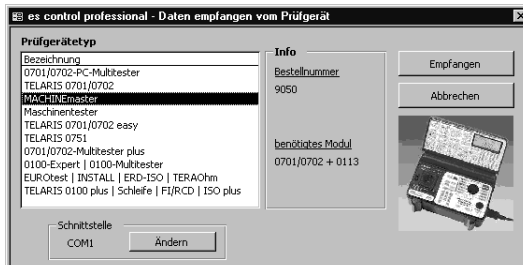 es control professional - Daten empfangen vom Prüfgerät
Prüfgerätetyp
Bezeichnung
0701/0702-PC-Multitester
TELARIS 0701/0702
MACHINEmaster
Maschinentester
TELARIS 0701/0702 easy
TELARIS 0751
0701/0702-Multitester plus
0100-Expert | 0100-Multitester
EUROtest | INSTALL | ERD-ISO | TERAOhm
TELARIS 0100 plus | Schleife | FI/RCD | ISO plus
Info
Bestellnummer
9050
benötigtes Modul
0701/0702 + 0113
Empfangen
Abbrechen
Schnittstelle
COM1
Ändern